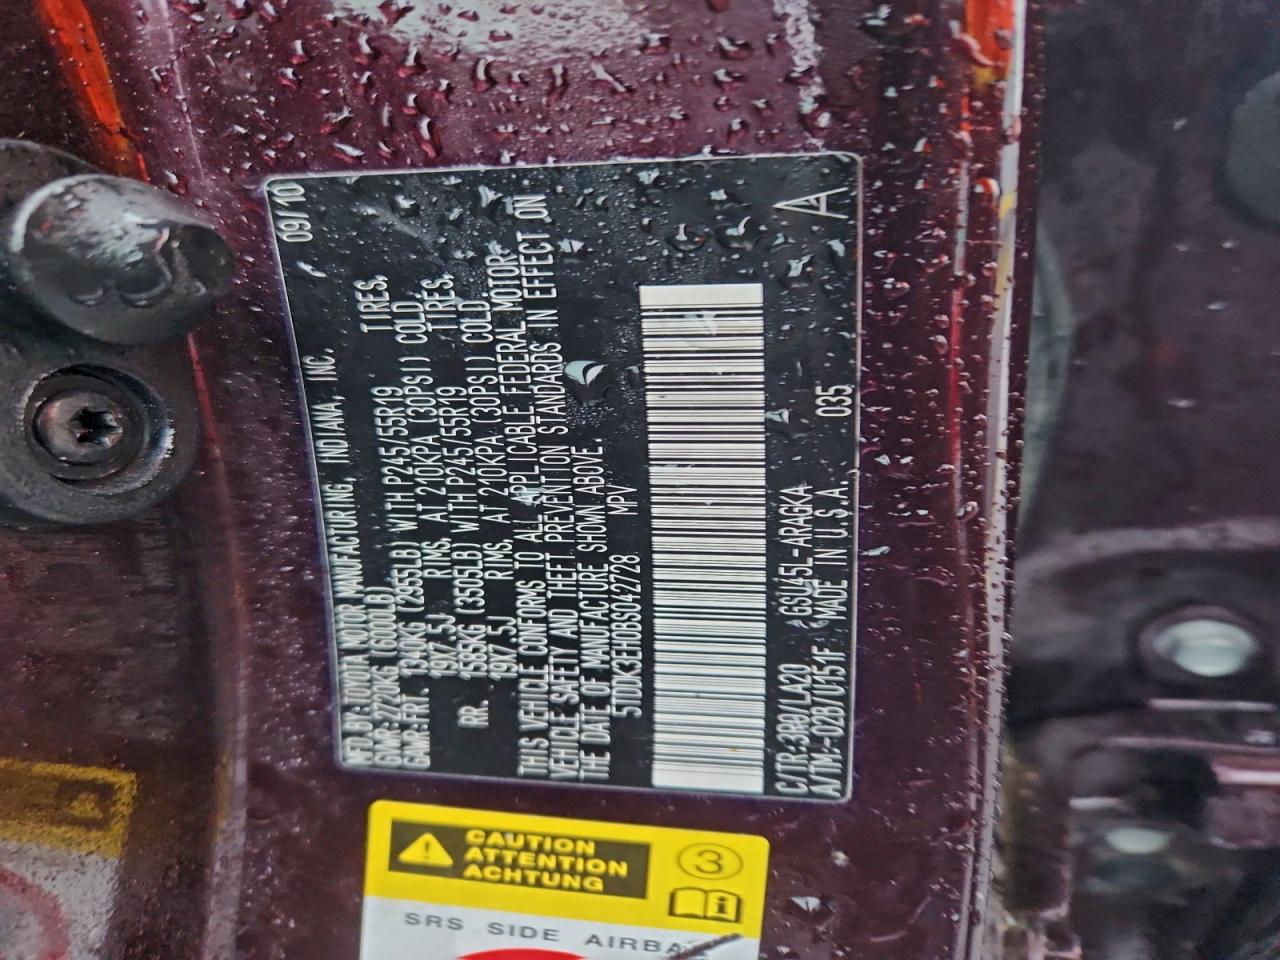 09/10
MFD.BY:TOYOTA MOTOR MANUFACTURING, INDIANA, INC.
GVWR:2720KG (6000LB)
GAWR:FRT. 1340KG (2955LB) WITH P245/55R19 TIRES,
19X7.5J RIMS, AT 210KPA (30PSI) COLD.
RR. 1585KG (3505LB) WITH P245/55R19 TIRES,
19X7.5J RIMS, AT 210KPA (30PSI) COLD.
THIS VEHICLE CONFORMS TO ALL APPLICABLE FEDERAL MOTOR-
VEHICLE SAFETY AND THEFT PREVENTION STANDARDS IN EFFECT ON
THE DATE OF MANUFACTURE SHOWN ABOVE.
5TDDK3EH0BS042728 MPV
C/TR:3R0/LA20 GSU45L-ARAGKA A
A/TM-02B/U151F MADE IN U.S.A. 035
CAUTION
ATTENTION
ACHTUNG
3
i
SRS SIDE